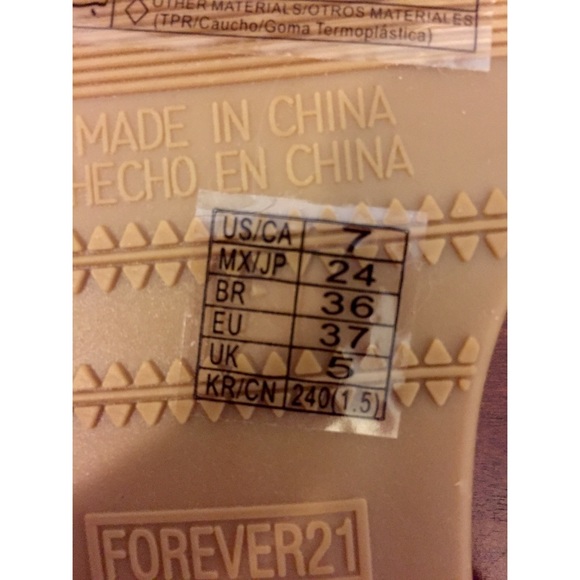 OTHER MATERIALS/OTROS MATERIALES
(TPR/Caucho/Goma Termoplástica)
MADE IN CHINA
HECHO EN CHINA
US/CA 7
MX/JP 24
BR 36
EU 37
UK 5
KR/CN 240(1.5)
FOREVER21